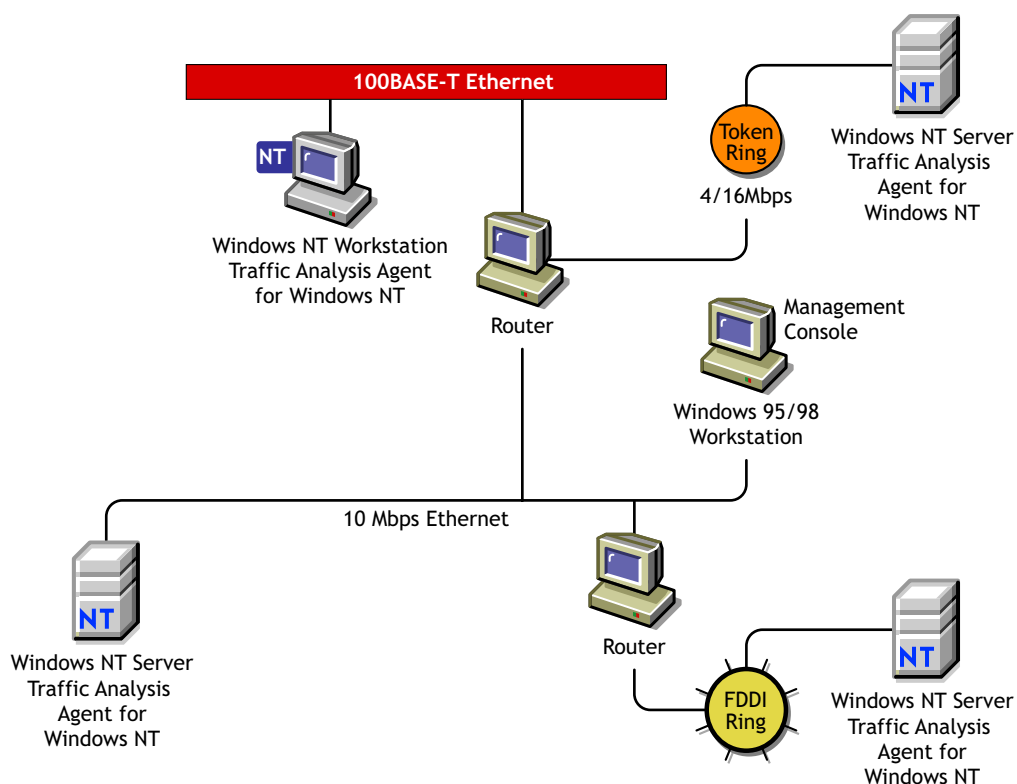 100BASE-T Ethernet
NT
Windows NT Workstation
Traffic Analysis Agent
for Windows NT
Router
Token
Ring
4/16Mbps
NT
Windows NT Server
Traffic Analysis
Agent for
Windows NT
Management
Console
Windows 95/98
Workstation
10 Mbps Ethernet
NT
Windows NT Server
Traffic Analysis
Agent for
Windows NT
Router
FDDI
Ring
NT
Windows NT Server
Traffic Analysis
Agent for
Windows NT